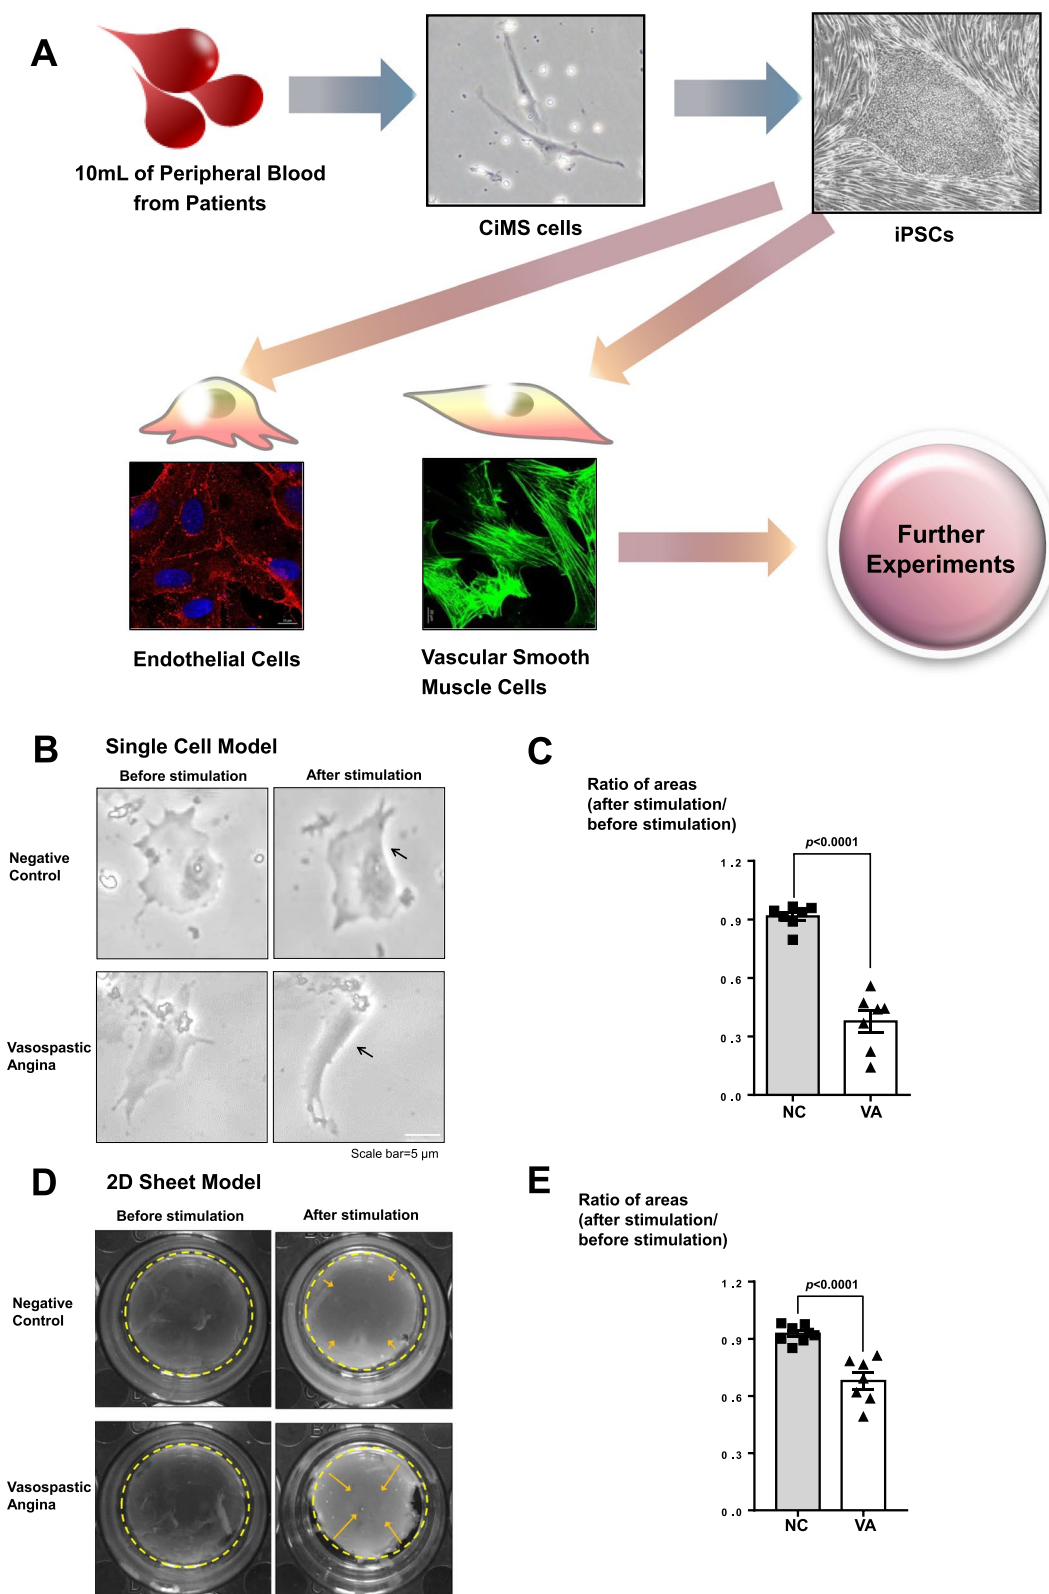 A
10mL of Peripheral Blood
from Patients
CiMS cells
iPSCs
Endothelial Cells
Vascular Smooth
Muscle Cells
Further
Experiments
B
Single Cell Model
Before stimulation
After stimulation
Negative
Control
Vasospastic
Angina
Scale bar=5 μm
C
Ratio of areas
(after stimulation/
before stimulation)
p<0.0001
1.2
0.9
0.6
0.3
0.0
NC
VA
D
2D Sheet Model
Before stimulation
After stimulation
Negative
Control
Vasospastic
Angina
E
Ratio of areas
(after stimulation/
before stimulation)
p<0.0001
1.2
0.9
0.6
0.3
0.0
NC
VA